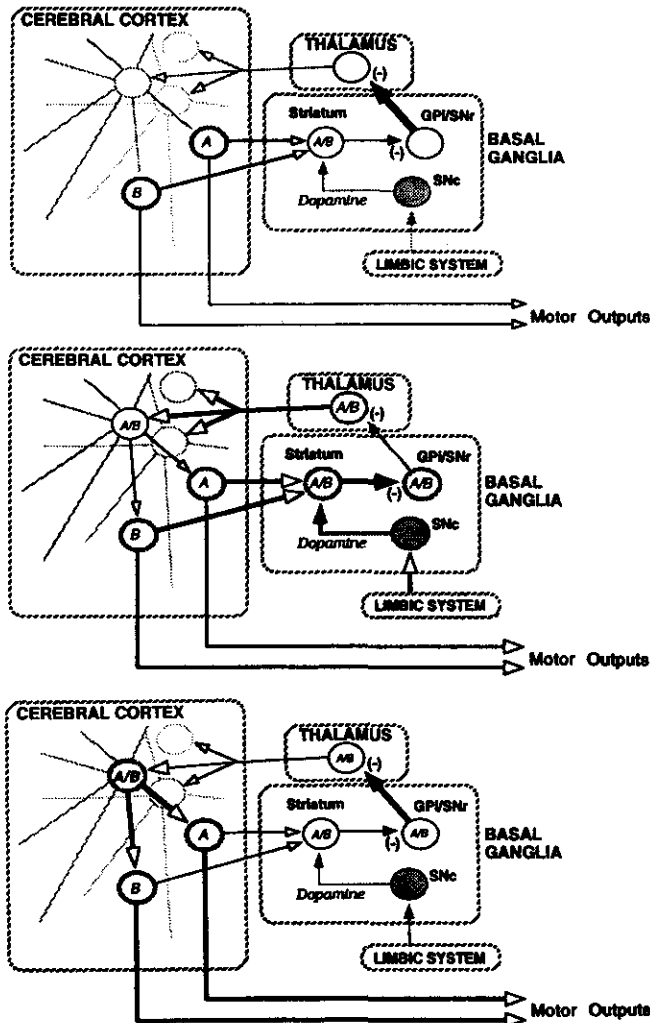 CEREBRAL CORTEX
THALAMUS
(-)
Striatum
GPI/SNr
A
A/B
(-)
BASAL
GANGLIA
B
SNc
Dopamine
LIMBIC SYSTEM
Motor Outputs
CEREBRAL CORTEX
THALAMUS
A/B
A/B
(-)
Striatum
GPI/SNr
A
A/B
(-)
A/B
BASAL
GANGLIA
B
SNc
Dopamine
LIMBIC SYSTEM
Motor Outputs
CEREBRAL CORTEX
THALAMUS
A/B
A/B
(-)
Striatum
GPI/SNr
A
A/B
(-)
A/B
BASAL
GANGLIA
B
SNc
Dopamine
LIMBIC SYSTEM
Motor Outputs